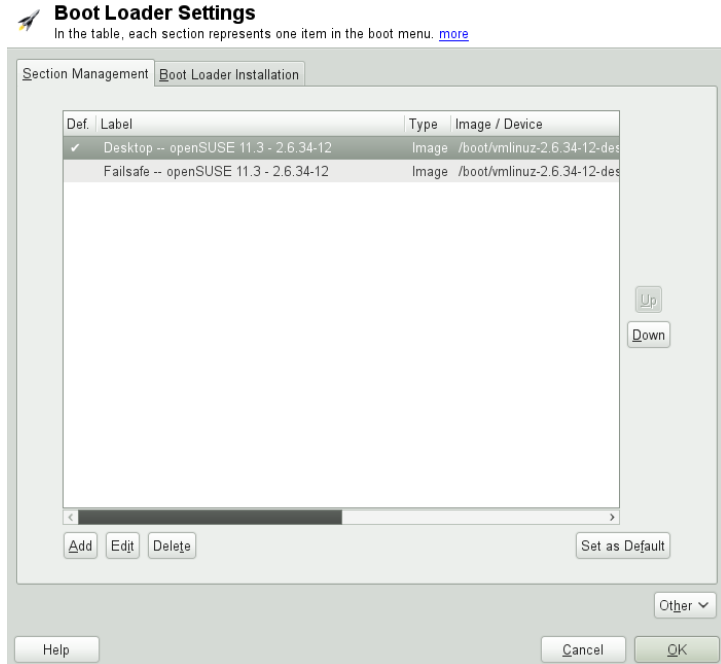 Boot Loader Settings
In the table, each section represents one item in the boot menu. more
Section Management Boot Loader Installation
Def. Label Type Image / Device
✔ Desktop -- openSUSE 11.3 - 2.6.34-12 Image /boot/vmlinuz-2.6.34-12-des
Failsafe -- openSUSE 11.3 - 2.6.34-12 Image /boot/vmlinuz-2.6.34-12-des
Up
Down
Add Edit Delete Set as Default
Other
Help Cancel OK